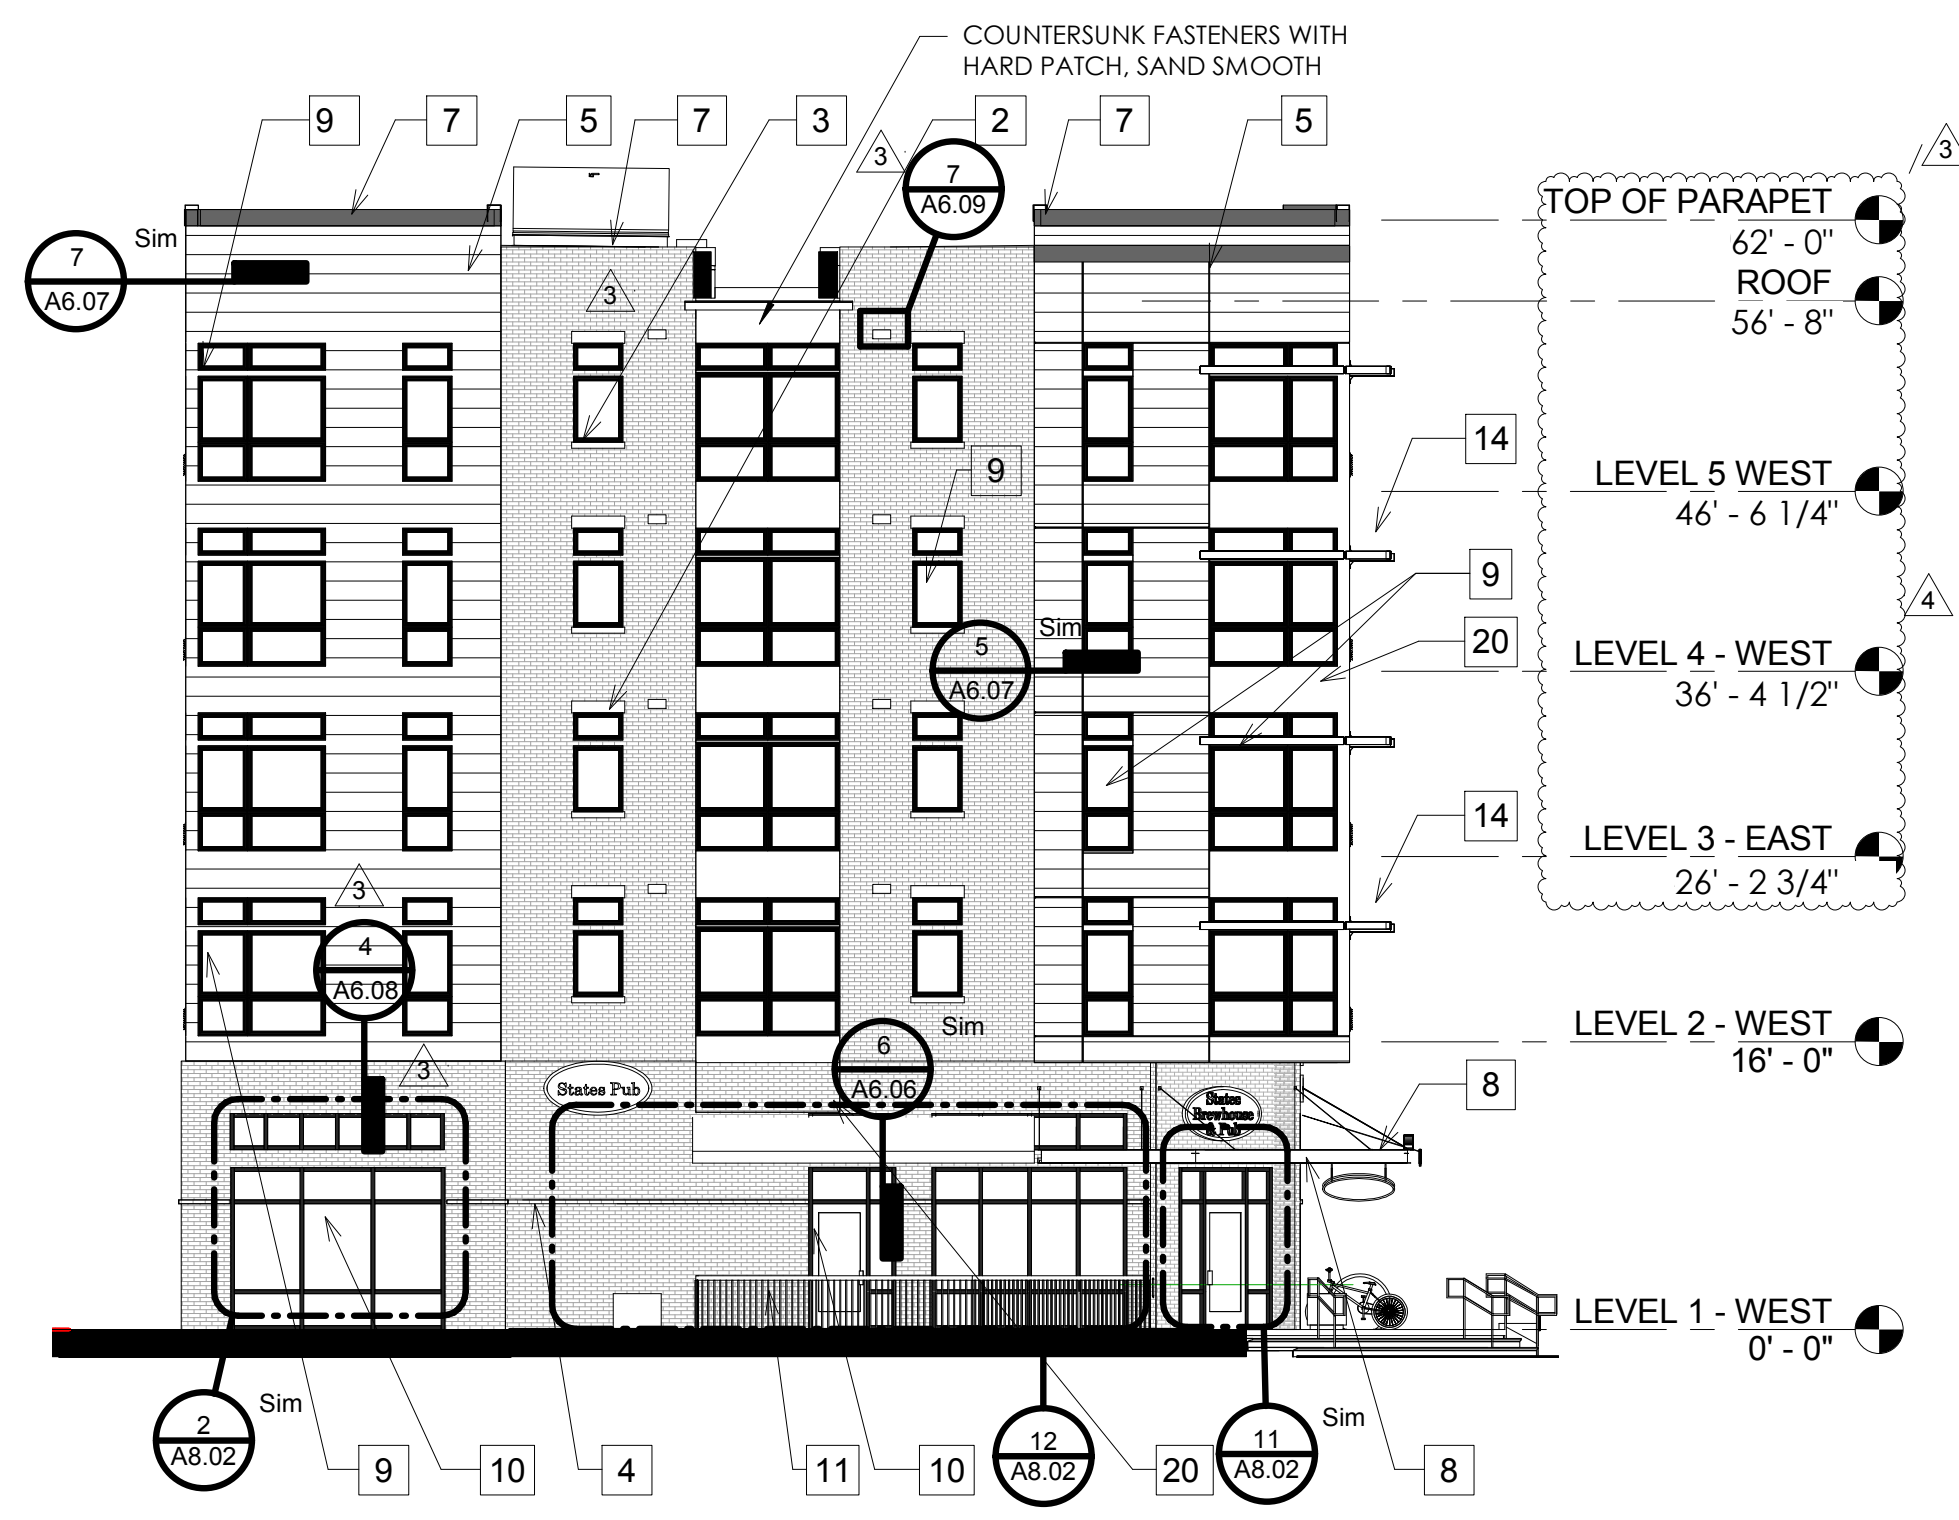 COUNTERSUNK FASTENERS WITH
HARD PATCH, SAND SMOOTH
9
7
5
7
3
2
7
5
3
3
7
A6.09
TOP OF PARAPET
62' - 0"
Sim
7
A6.07
ROOF
56' - 8"
3
14
9
LEVEL 5 WEST
46' - 6 1/4"
9
4
Sim
5
A6.07
20
LEVEL 4 - WEST
36' - 4 1/2"
14
LEVEL 3 - EAST
26' - 2 3/4"
3
4
A6.08
Sim
6
A6.06
LEVEL 2 - WEST
16' - 0"
3
States Pub
States
Brewhouse
& Pub
8
LEVEL 1 - WEST
0' - 0"
Sim
2
A8.02
12
A8.02
11
A8.02
Sim
9
10
4
11
10
20
8